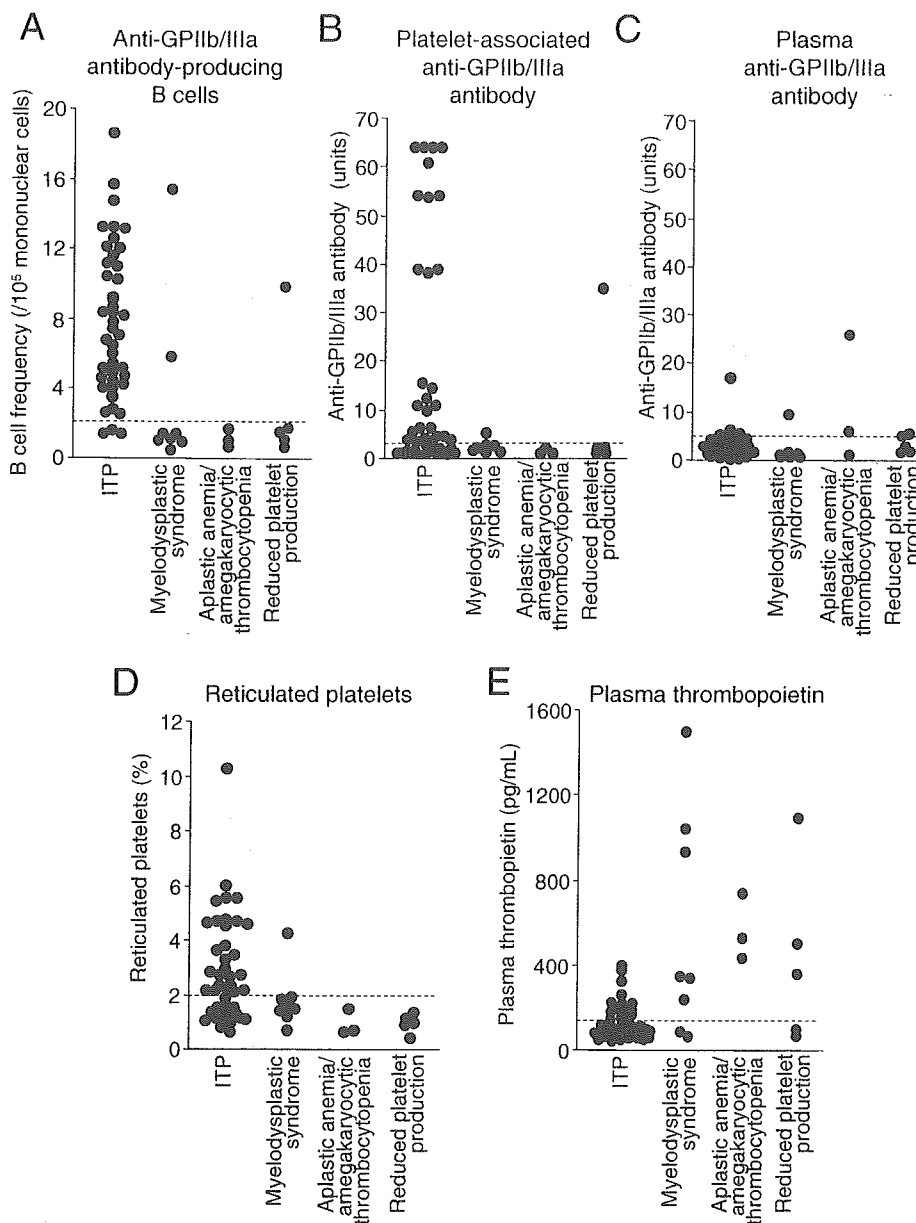 A
Anti-GPIIb/IIIa
antibody-producing
B cells
B cell frequency (/10⁵ mononuclear cells)
20
16
12
8
4
0
ITP
Myelodysplastic
syndrome
Aplastic anemia/
amegakaryocytic
thrombocytopenia
Reduced platelet
production
B
Platelet-associated
anti-GPIIb/IIIa
antibody
Anti-GPIIb/IIIa antibody (units)
70
60
50
40
30
20
10
0
ITP
Myelodysplastic
syndrome
Aplastic anemia/
amegakaryocytic
thrombocytopenia
Reduced platelet
production
C
Plasma
anti-GPIIb/IIIa
antibody
Anti-GPIIb/IIIa antibody (units)
70
60
50
40
30
20
10
0
ITP
Myelodysplastic
syndrome
Aplastic anemia/
amegakaryocytic
thrombocytopenia
Reduced platelet
production
D
Reticulated platelets
Reticulated platelets (%)
12
10
8
6
4
2
0
ITP
Myelodysplastic
syndrome
Aplastic anemia/
amegakaryocytic
thrombocytopenia
Reduced platelet
production
E
Plasma thrombopoietin
Plasma thrombopietin (pg/mL)
1600
1200
800
400
0
ITP
Myelodysplastic
syndrome
Aplastic anemia/
amegakaryocytic
thrombocytopenia
Reduced platelet
production